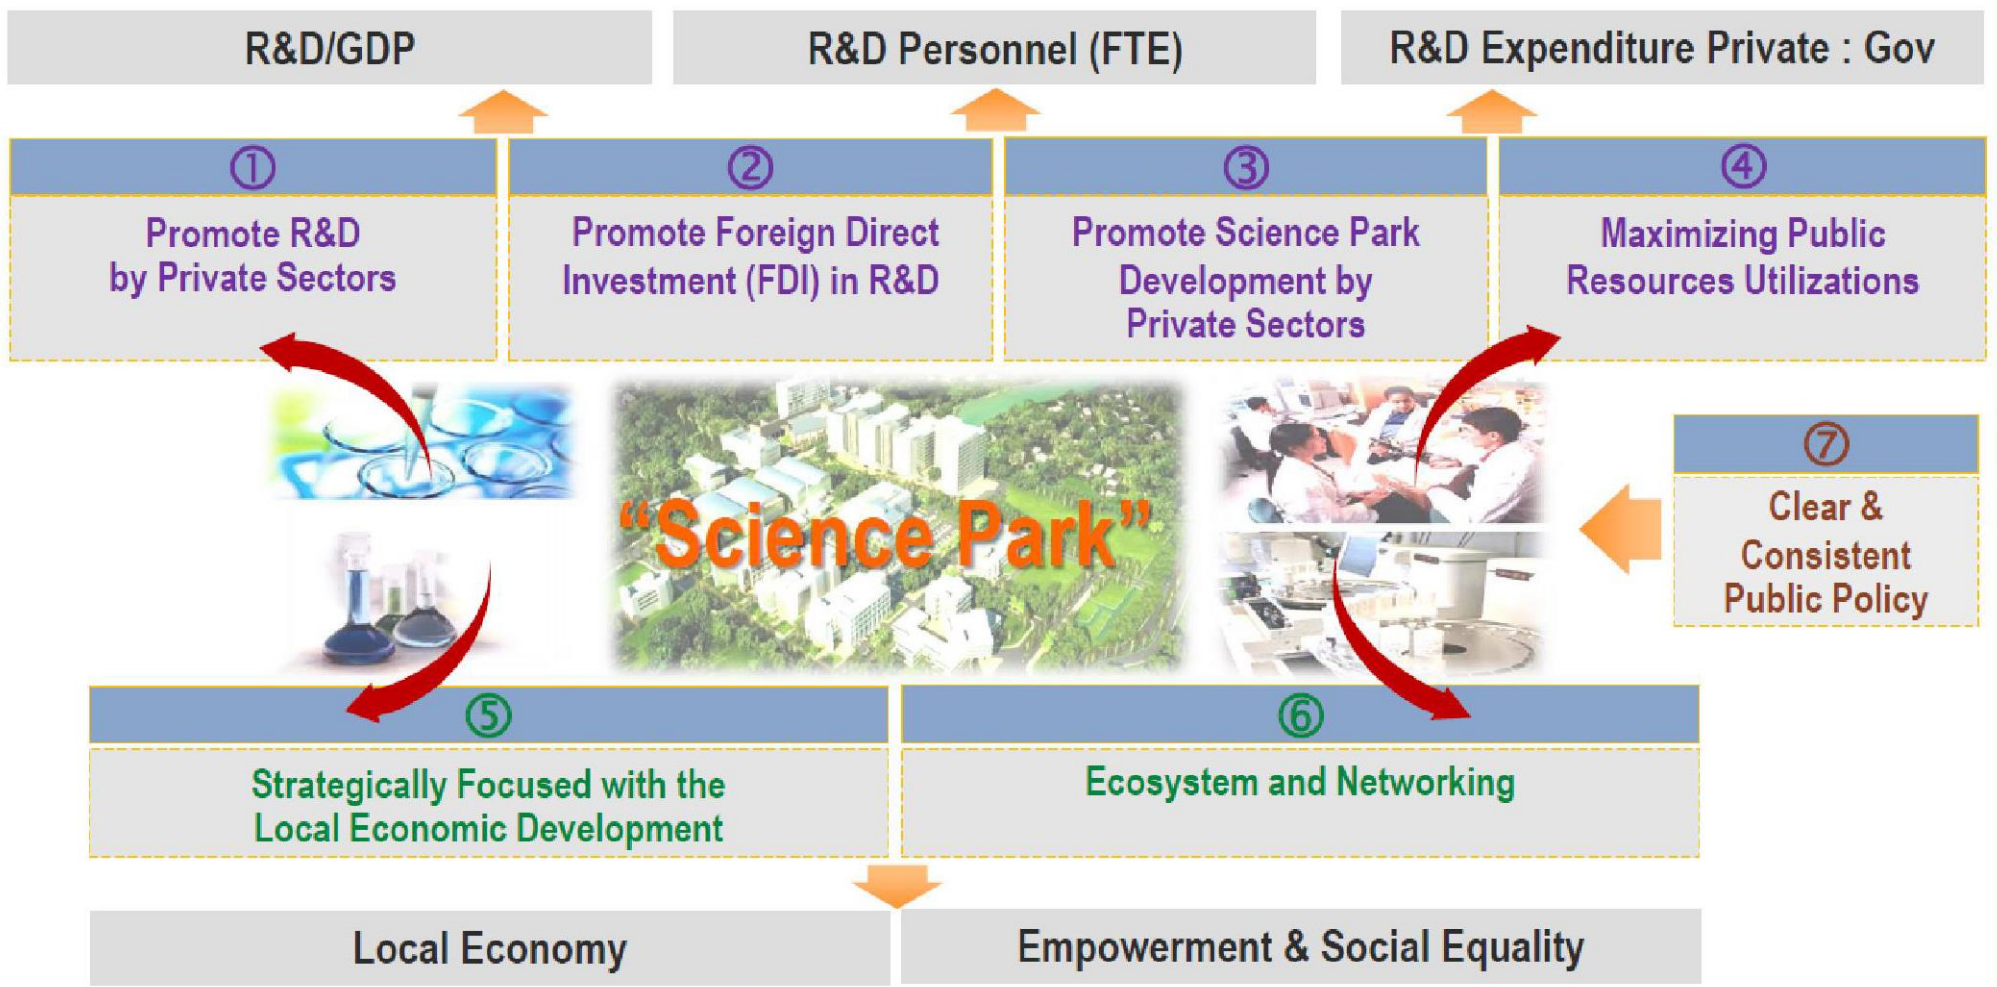 R&D/GDP
R&D Personnel (FTE)
R&D Expenditure Private : Gov
①
Promote R&D
by Private Sectors
②
Promote Foreign Direct
Investment (FDI) in R&D
③
Promote Science Park
Development by
Private Sectors
④
Maximizing Public
Resources Utilizations
“Science Park”
⑦
Clear &
Consistent
Public Policy
⑤
Strategically Focused with the
Local Economic Development
⑥
Ecosystem and Networking
Local Economy
Empowerment & Social Equality